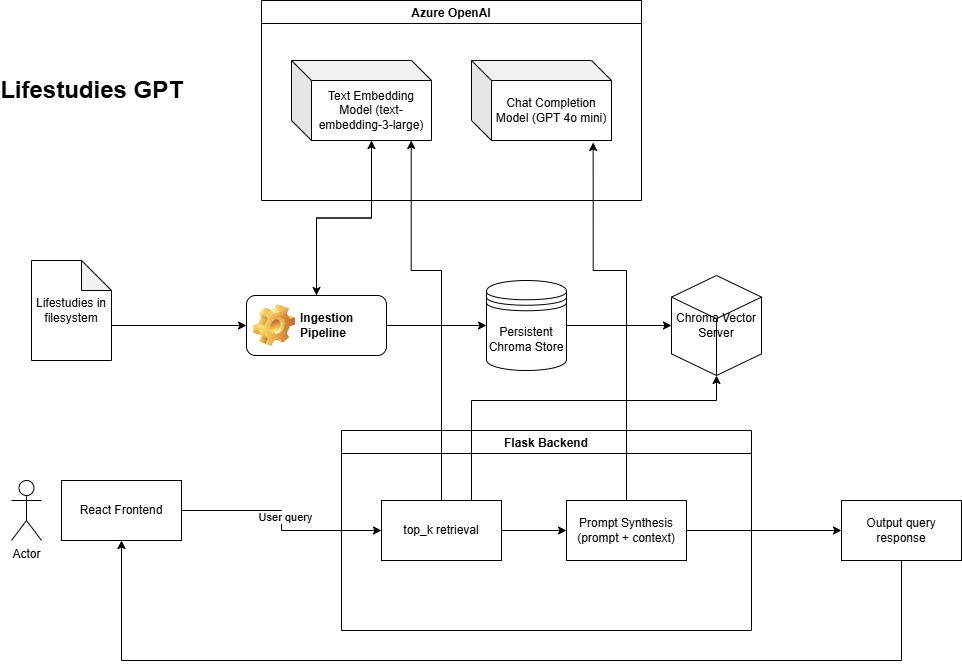 Azure OpenAI
Lifestudies GPT
Text Embedding
Model (text-
embedding-3-large)
Chat Completion
Model (GPT 4o mini)
Lifestudies in
filesystem
Ingestion
Pipeline
Persistent
Chroma Store
Chroma Vector
Server
Flask Backend
React Frontend
User query
top_k retrieval
Prompt Synthesis
(prompt + context)
Output query
response
Actor